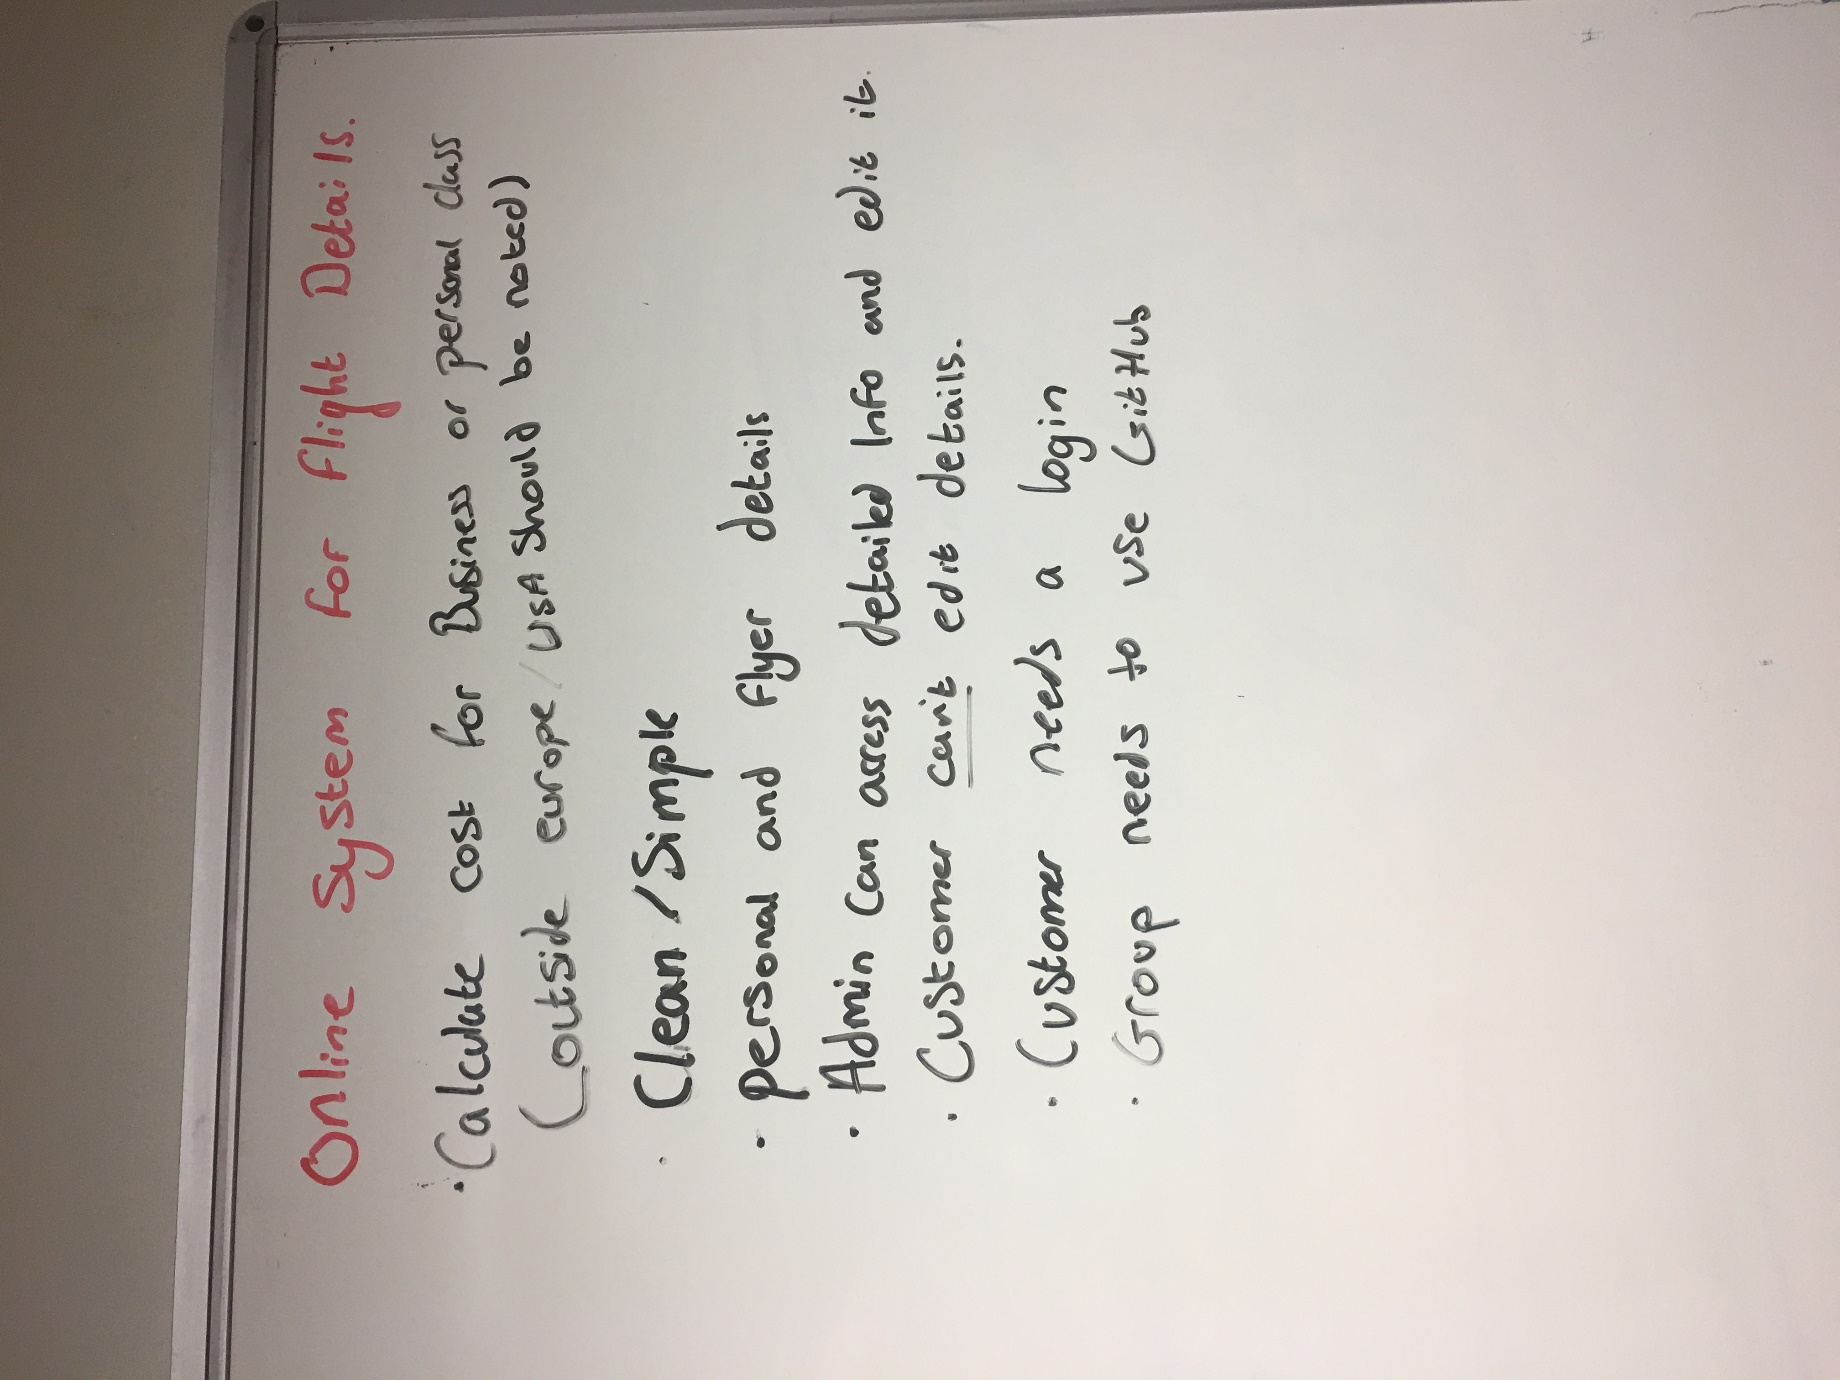 Online System for flight Details.
· Calculate cost for Business or personal class
(outside europe/USA should be noted)
· Clean/Simple
· personal and flyer details
· Admin can access detailed info and edit it.
· Customer can't edit details.
· Customer needs a login
· Group needs to use GitHub